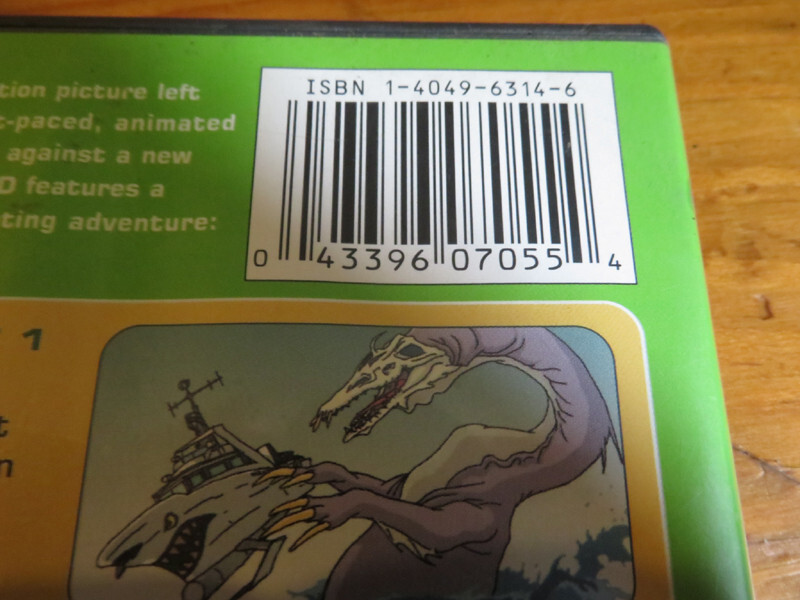 tion picture left
t-paced, animated
against a new
D features a
ting adventure:
ISBN 1-4049-6314-6
0 43396 07055 4
1
t
n